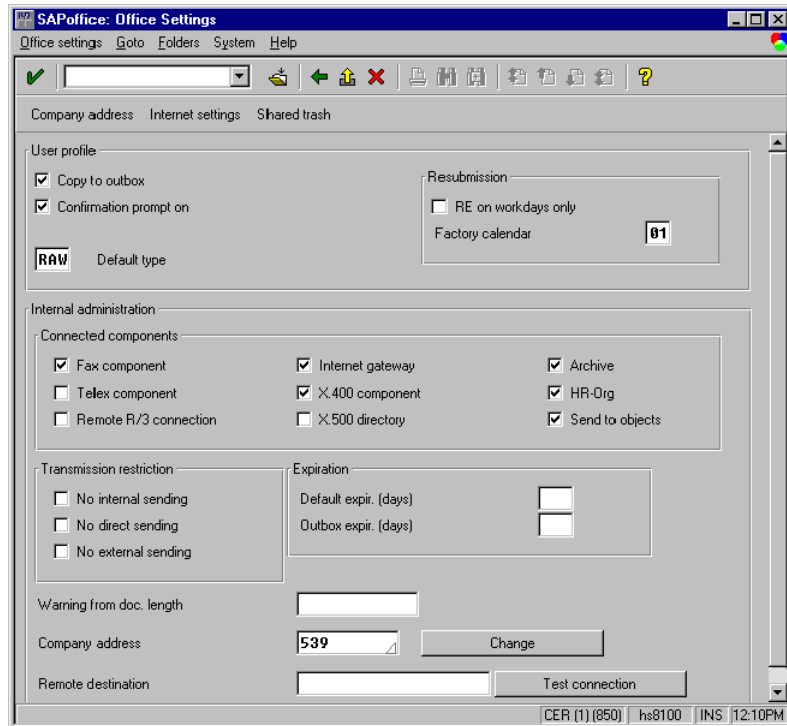 SAPoffice: Office Settings
Office settings Goto Folders System Help
Company address Internet settings Shared trash
User profile
Copy to outbox
Confirmation prompt on
RAW Default type
Resubmission
RE on workdays only
Factory calendar 01
Internal administration
Connected components
Fax component Internet gateway Archive
Telex component X.400 component HR-Org
Remote R/3 connection X.500 directory Send to objects
Transmission restriction
No internal sending
No direct sending
No external sending
Expiration
Default expir. (days)
Outbox expir. (days)
Warning from doc. length
Company address 539 Change
Remote destination Test connection
CER (1) (850) hs8100 INS 12:10PM